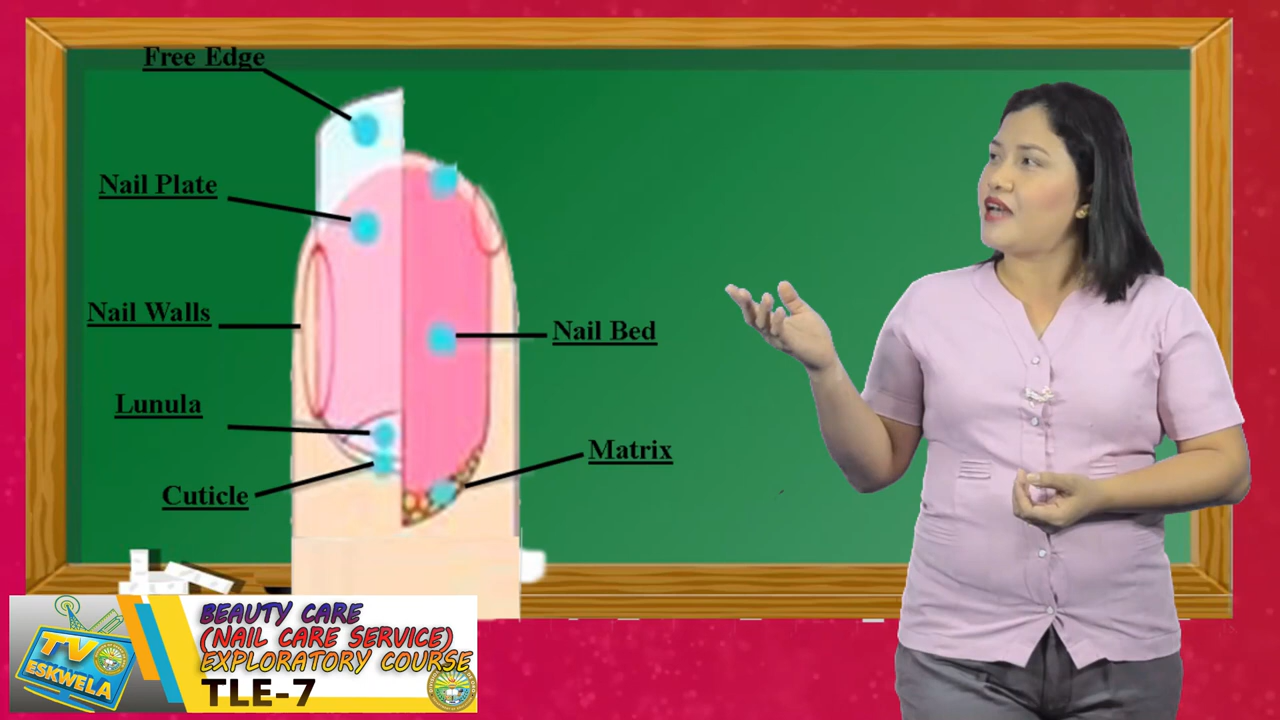 Free Edge
Nail Plate
Nail Walls
Nail Bed
Lunula
Matrix
Cuticle
TV
ESKWELA
BEAUTY CARE
(NAIL CARE SERVICE)
EXPLORATORY COURSE
TLE-7